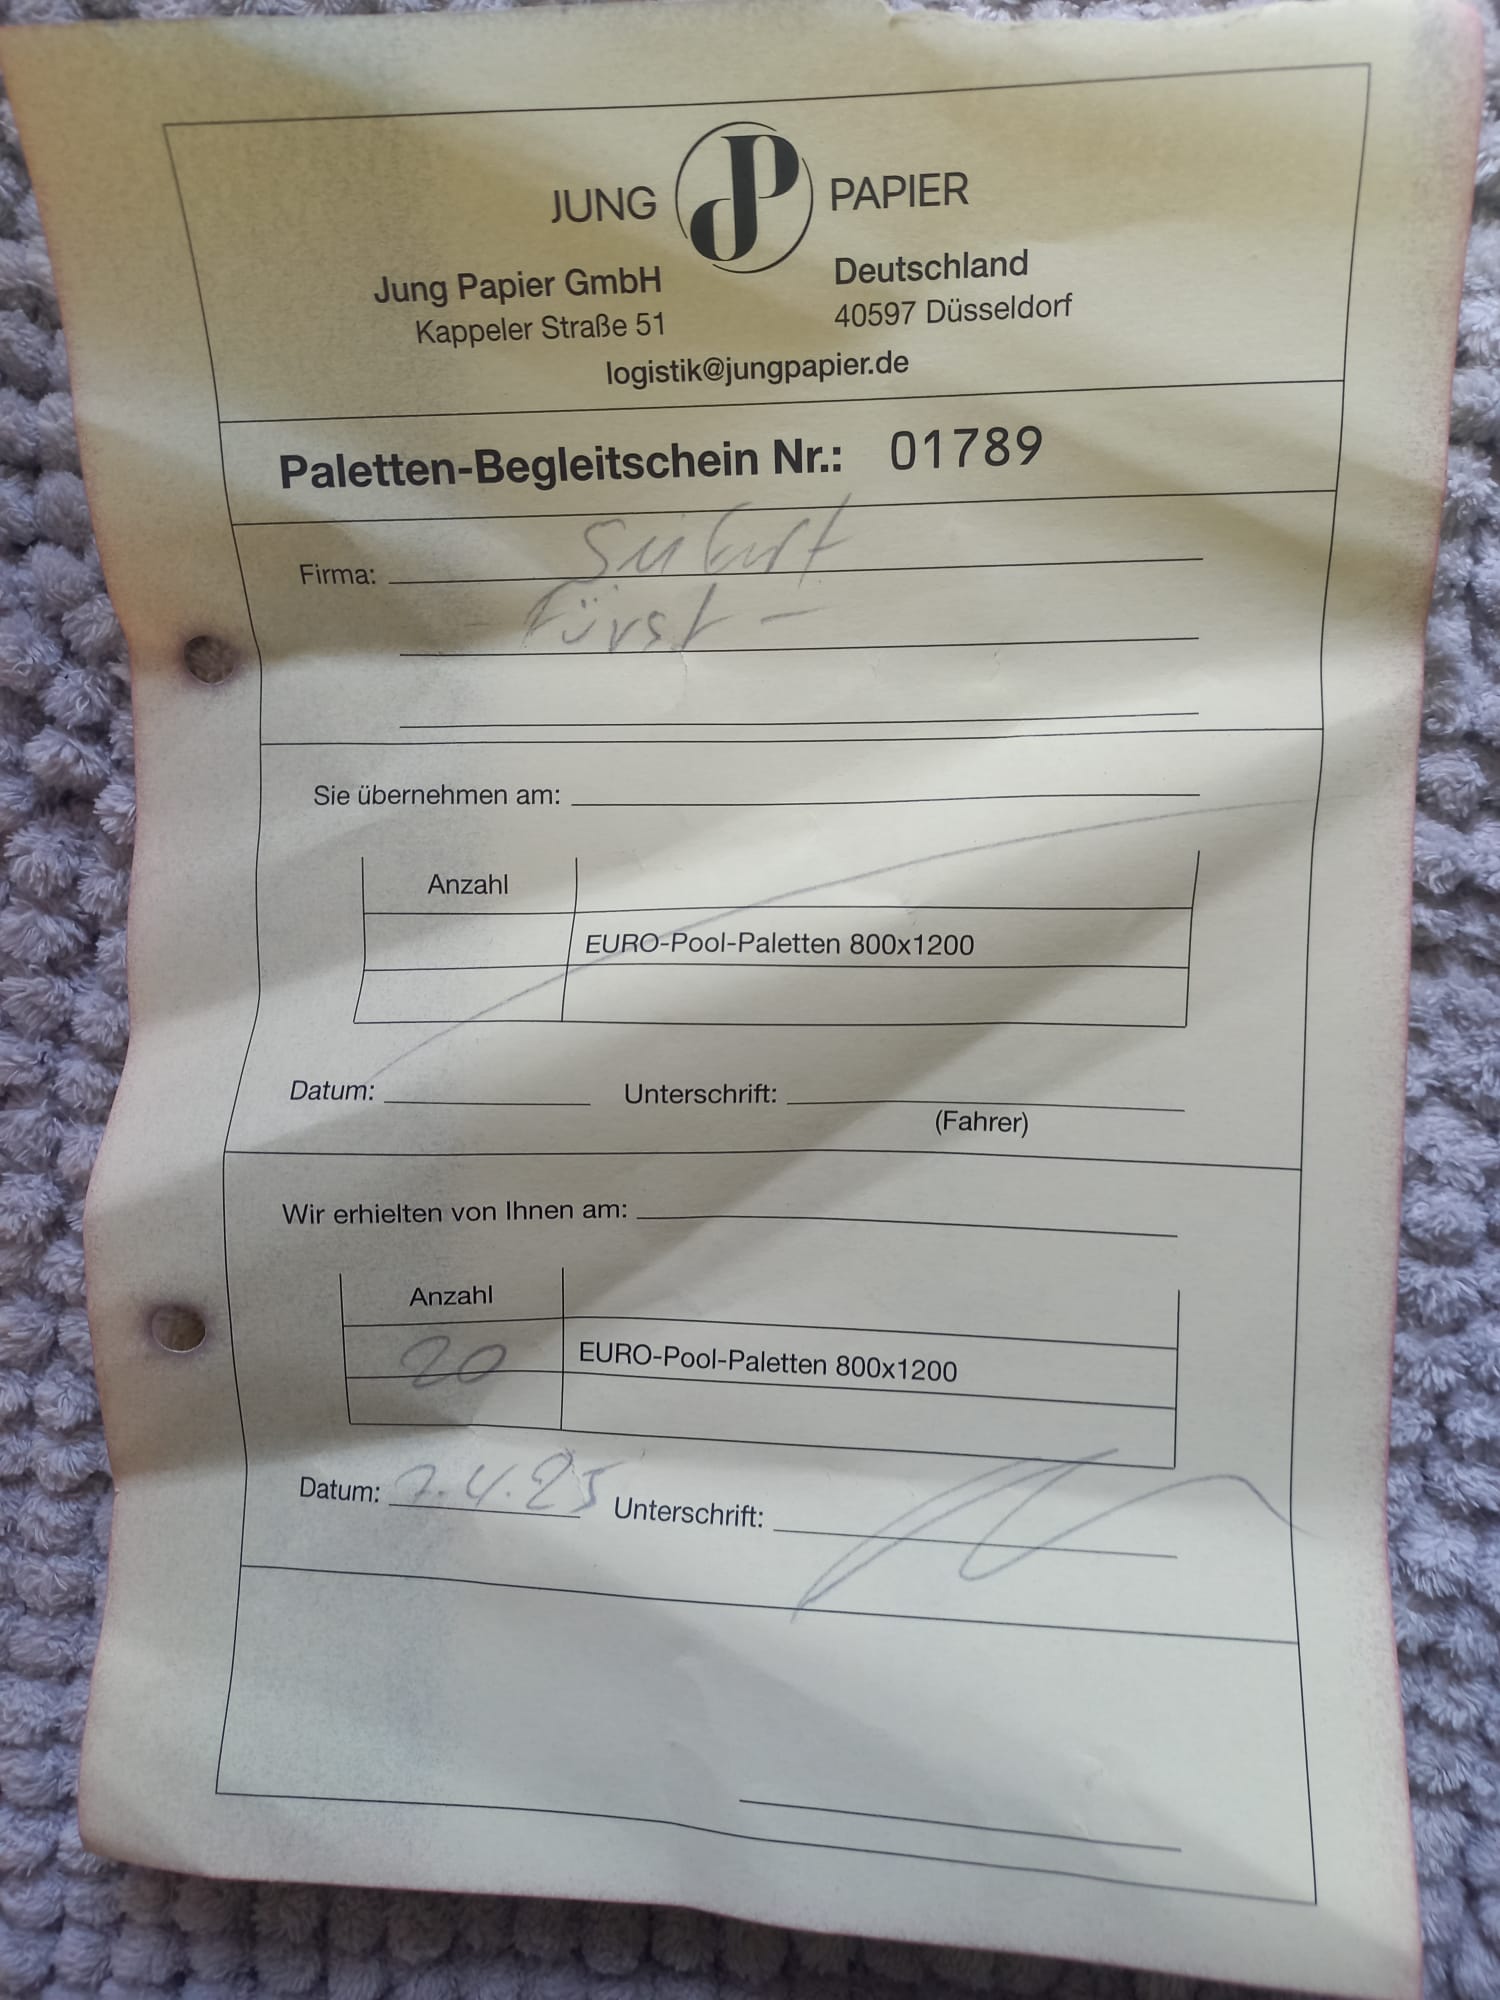 JUNG JP PAPIER
Jung Papier GmbH Deutschland
Kappeler Straße 51 40597 Düsseldorf
logistik@jungpapier.de
Paletten-Begleitschein Nr.: 01789
Firma:
Fürst -
Sie übernehmen am:
Anzahl
EURO-Pool-Paletten 800x1200
Datum: Unterschrift:
(Fahrer)
Wir erhielten von Ihnen am:
Anzahl
20 EURO-Pool-Paletten 800x1200
Datum: 7.4.25 Unterschrift: